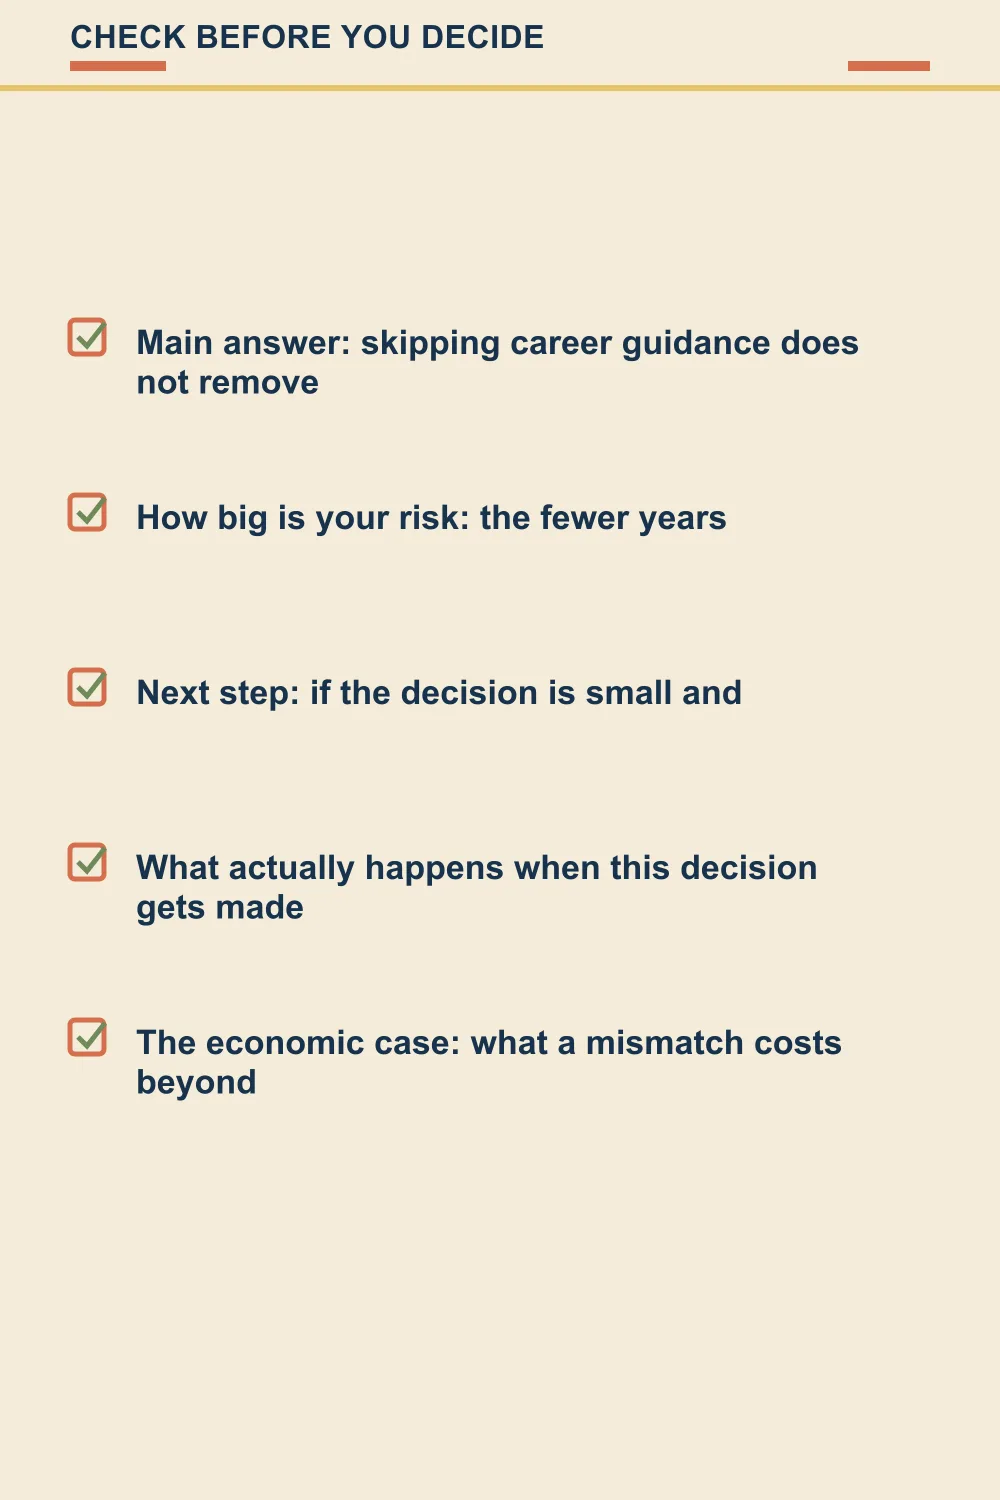 CHECK BEFORE YOU DECIDE
Main answer: skipping career guidance does
not remove
How big is your risk: the fewer years
Next step: if the decision is small and
What actually happens when this decision
gets made
The economic case: what a mismatch costs
beyond